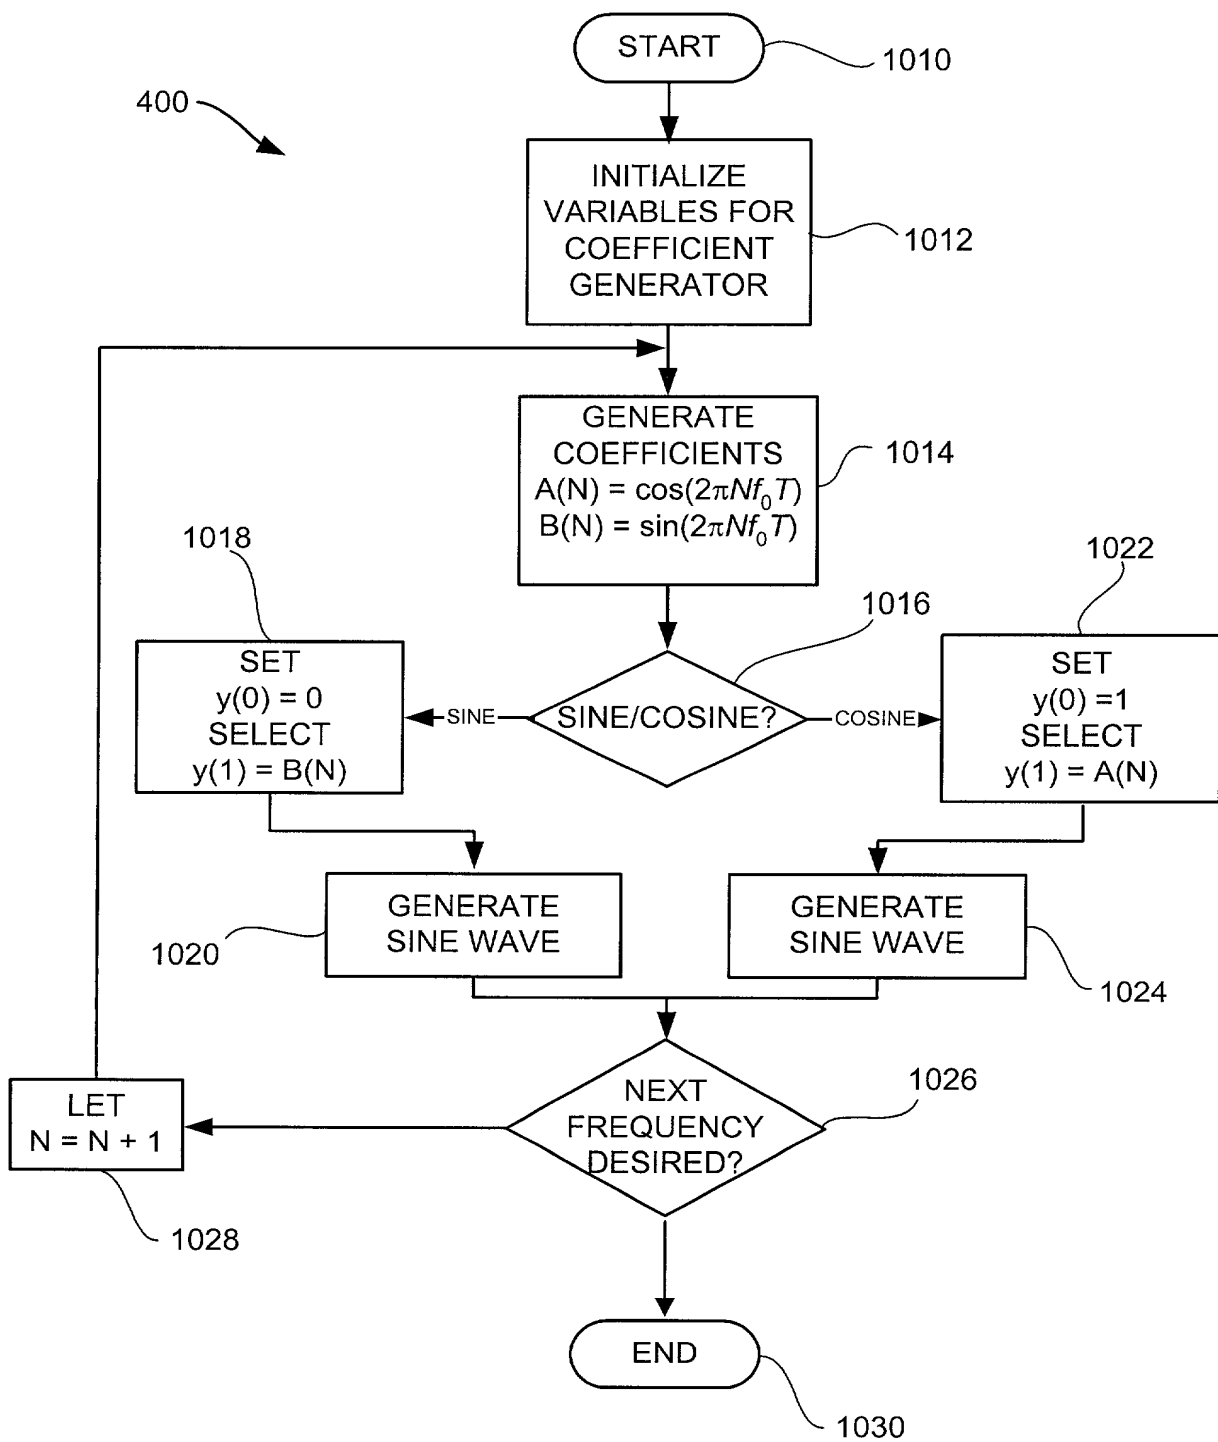 START
1010
400
INITIALIZE
VARIABLES FOR
COEFFICIENT
GENERATOR
1012
GENERATE
COEFFICIENTS
A(N) = cos(2πNf₀T)
B(N) = sin(2πNf₀T)
1014
1018
1016
1022
SET
y(0) = 0
SELECT
y(1) = B(N)
SINE
SINE/COSINE?
COSINE
SET
y(0) =1
SELECT
y(1) = A(N)
GENERATE
SINE WAVE
1020
GENERATE
SINE WAVE
1024
NEXT
FREQUENCY
DESIRED?
1026
LET
N = N + 1
1028
END
1030